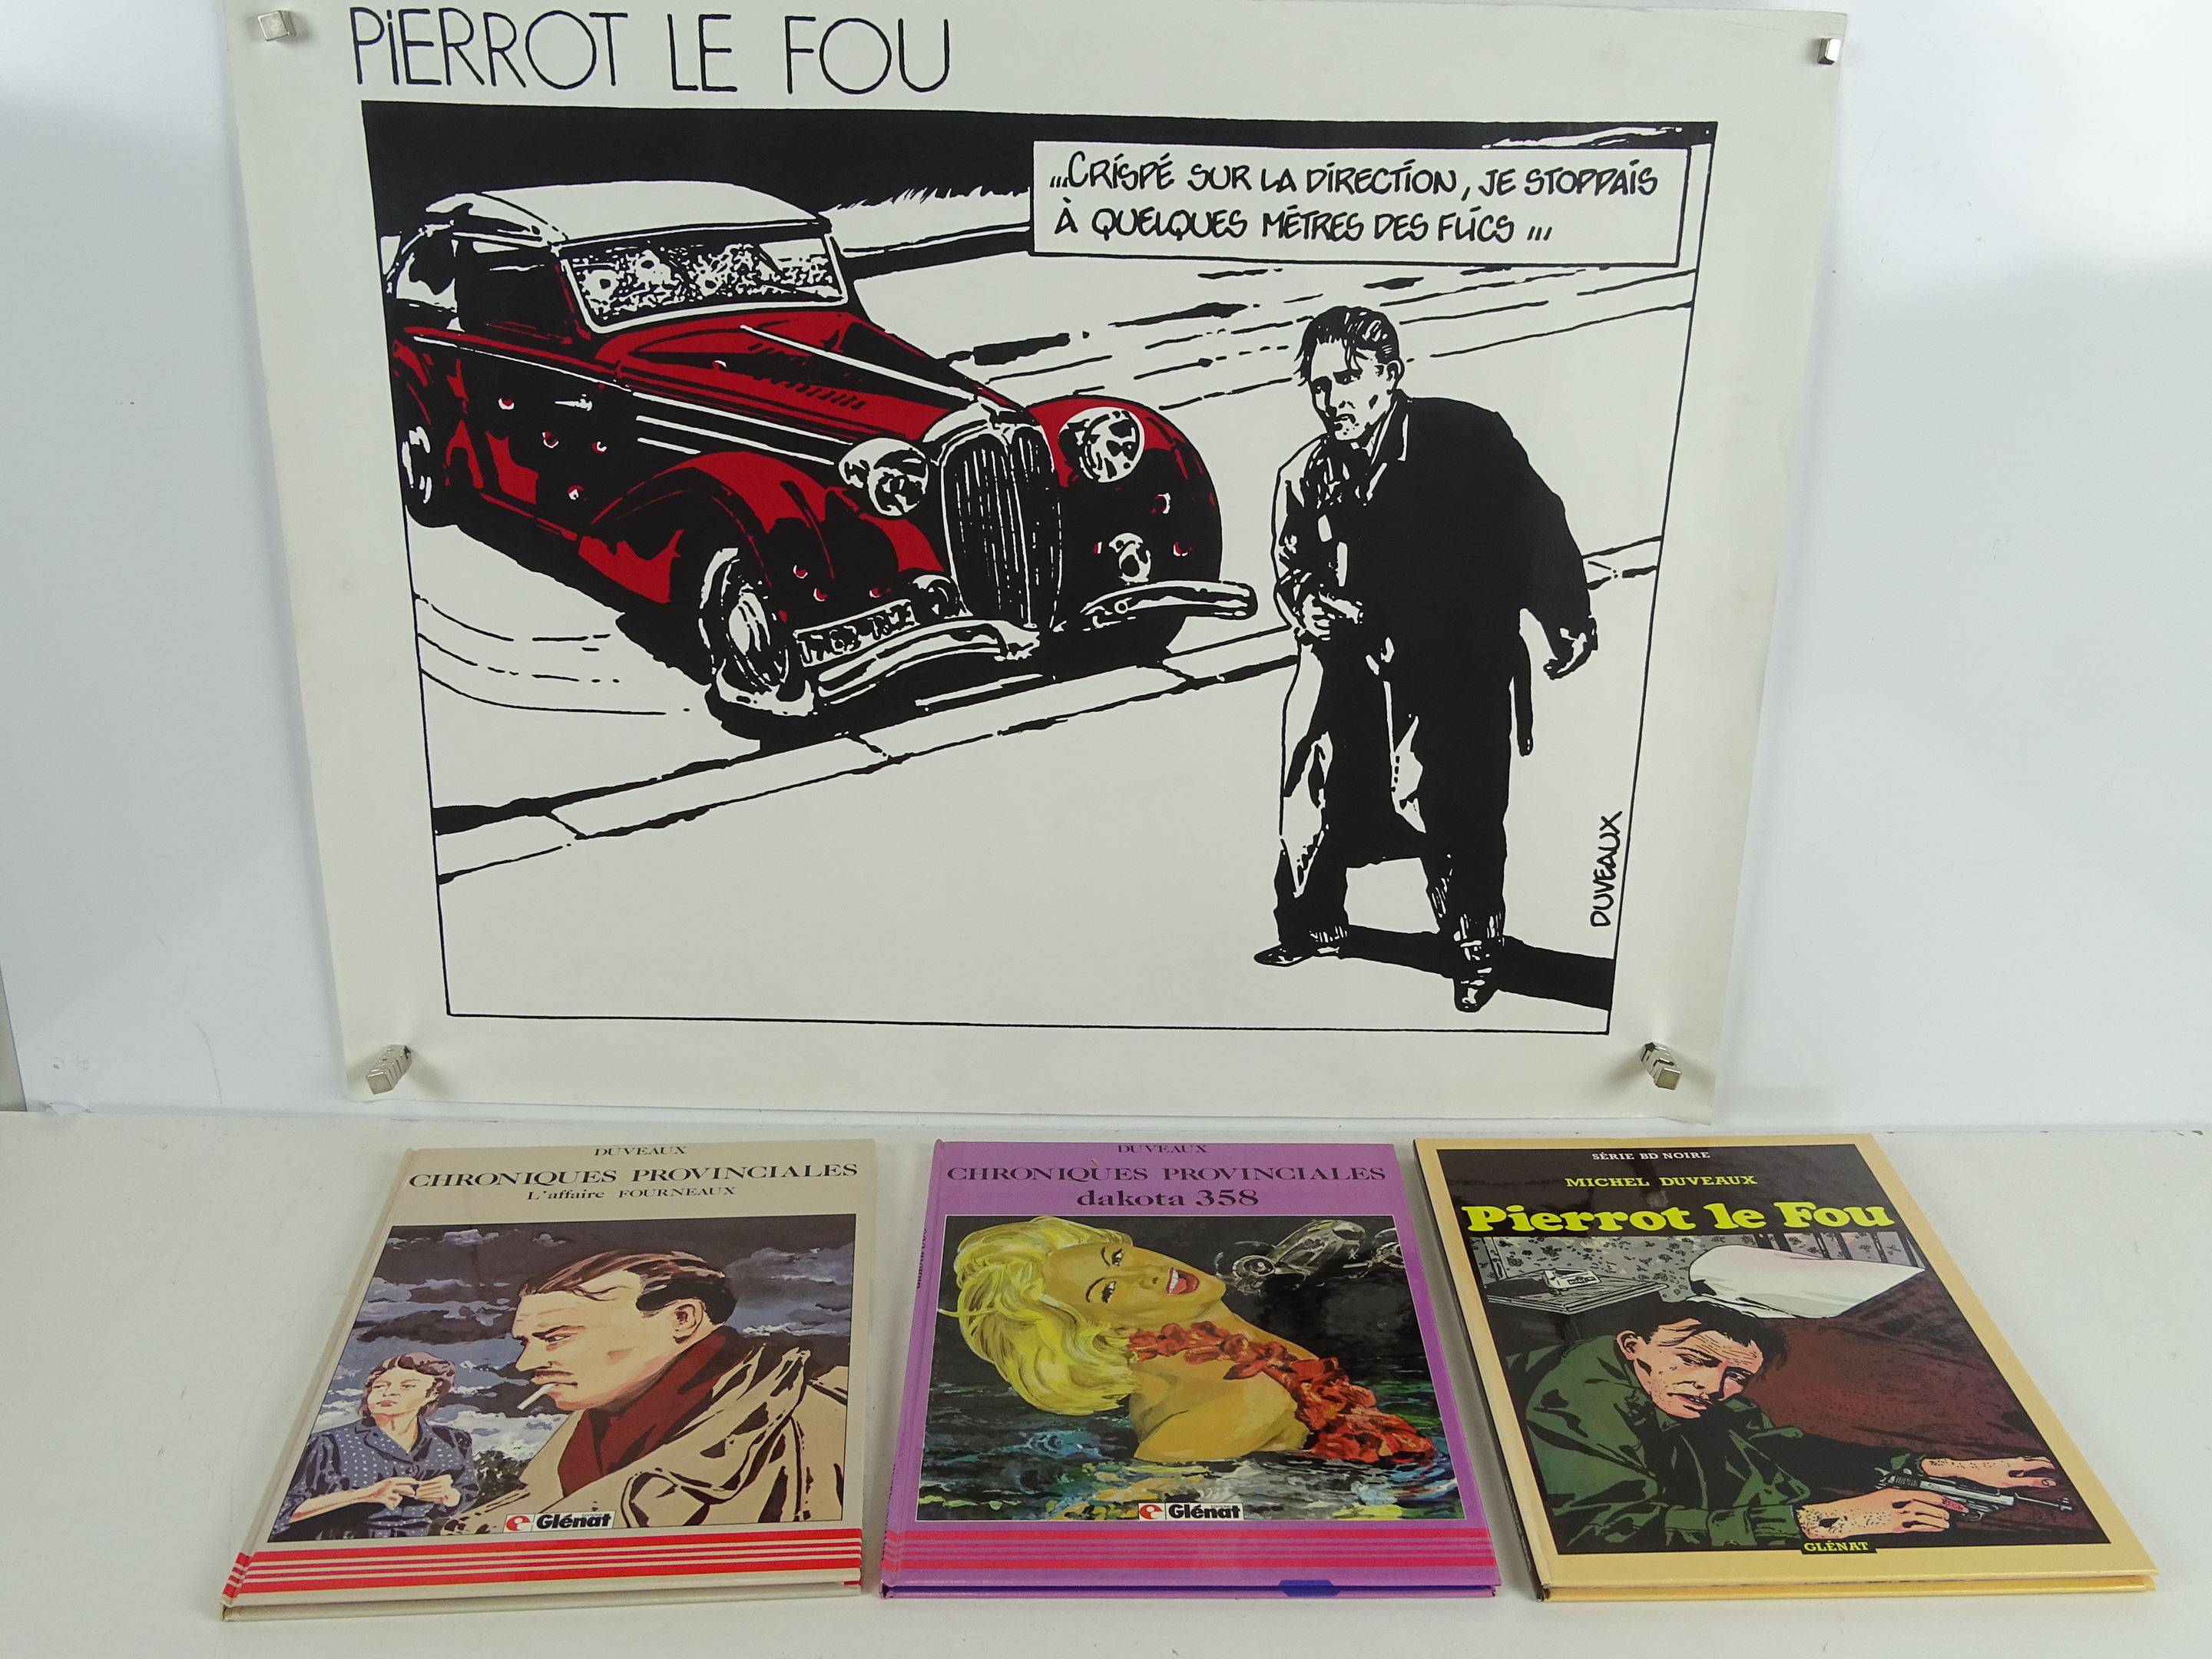 PiERROT LE FOU
...CRISPÉ SUR LA DIRECTION, JE STOPPAIS
À QUELQUES MÈTRES DES FLICS ...
DUVEAUX
DUVEAUX
CHRONIQUES PROVINCIALES
L'affaire FOURNEAUX
Glénat
DUVEAUX
CHRONIQUES PROVINCIALES
dakota 358
Glénat
SÉRIE BD NOIRE
MICHEL DUVEAUX
Pierrot le Fou
GLÉNAT